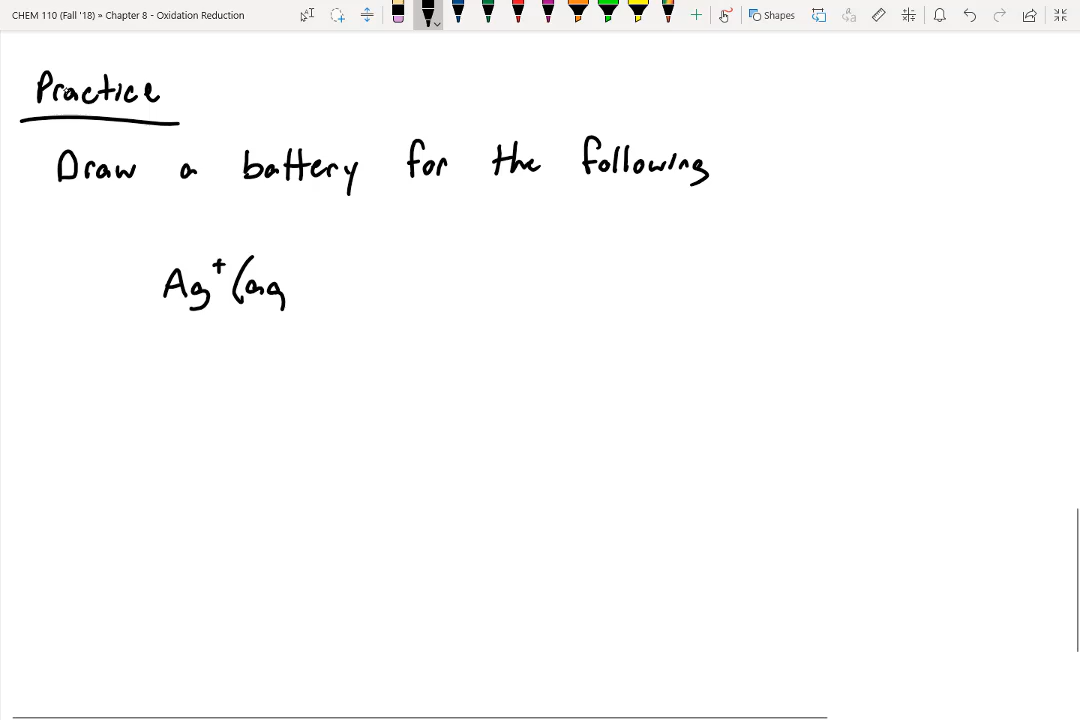 CHEM 110 (Fall '18) » Chapter 8 - Oxidation Reduction
Shapes
Practice
Draw a battery for the following
Ag⁺(aq